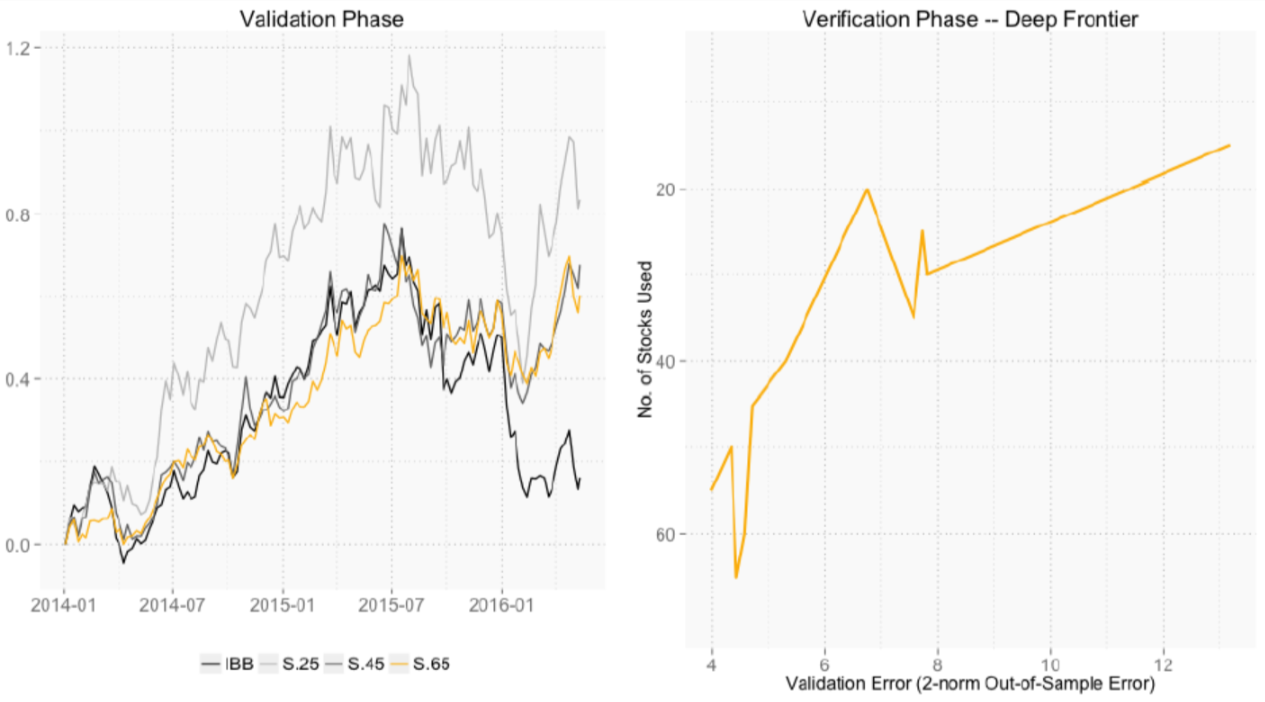 Validation Phase
1.2
0.8
0.4
0.0
2014-01 2014-07 2015-01 2015-07 2016-01
IBB S.25 S.45 S.65
Verification Phase -- Deep Frontier
No. of Stocks Used
20
40
60
4 6 8 10 12
Validation Error (2-norm Out-of-Sample Error)